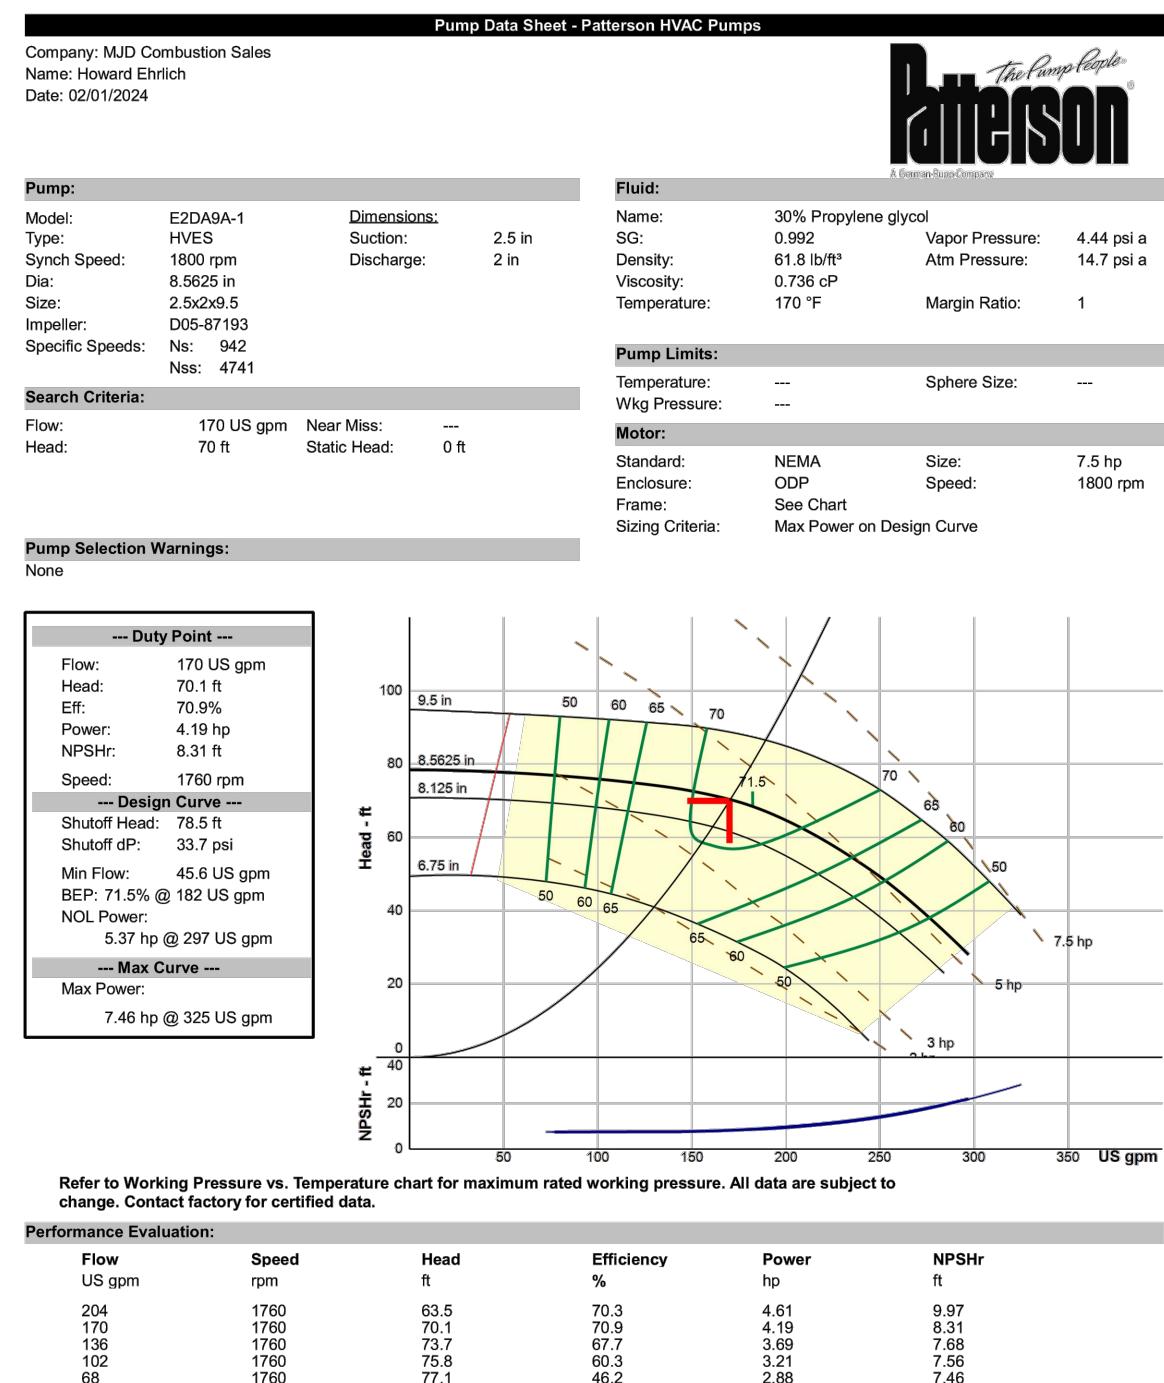 Pump Data Sheet - Patterson HVAC Pumps
Company: MJD Combustion Sales
Name: Howard Ehrlich
Date: 02/01/2024
The Pump People®
Patterson®
A Gorman-Rupp Company
Pump:
Model: E2DA9A-1 Dimensions:
Type: HVES Suction: 2.5 in
Synch Speed: 1800 rpm Discharge: 2 in
Dia: 8.5625 in
Size: 2.5x2x9.5
Impeller: D05-87193
Specific Speeds: Ns: 942
Nss: 4741
Search Criteria:
Flow: 170 US gpm Near Miss: ---
Head: 70 ft Static Head: 0 ft
Pump Selection Warnings:
None
Fluid:
Name: 30% Propylene glycol
SG: 0.992 Vapor Pressure: 4.44 psi a
Density: 61.8 lb/ft³ Atm Pressure: 14.7 psi a
Viscosity: 0.736 cP
Temperature: 170 °F Margin Ratio: 1
Pump Limits:
Temperature: --- Sphere Size: ---
Wkg Pressure: ---
Motor:
Standard: NEMA Size: 7.5 hp
Enclosure: ODP Speed: 1800 rpm
Frame: See Chart
Sizing Criteria: Max Power on Design Curve
--- Duty Point ---
Flow: 170 US gpm
Head: 70.1 ft
Eff: 70.9%
Power: 4.19 hp
NPSHr: 8.31 ft
Speed: 1760 rpm
--- Design Curve ---
Shutoff Head: 78.5 ft
Shutoff dP: 33.7 psi
Min Flow: 45.6 US gpm
BEP: 71.5% @ 182 US gpm
NOL Power:
5.37 hp @ 297 US gpm
--- Max Curve ---
Max Power:
7.46 hp @ 325 US gpm
Head - ft
100
80
60
40
20
0
9.5 in
8.5625 in
8.125 in
6.75 in
50 60 65 70
71.5
70
65
60
50
50 60 65
65
60
50
7.5 hp
5 hp
3 hp
NPSHr - ft
40
20
0
50 100 150 200 250 300 350 US gpm
Refer to Working Pressure vs. Temperature chart for maximum rated working pressure. All data are subject to
change. Contact factory for certified data.
Performance Evaluation:
Flow Speed Head Efficiency Power NPSHr
US gpm rpm ft % hp ft
204 1760 63.5 70.3 4.61 9.97
170 1760 70.1 70.9 4.19 8.31
136 1760 73.7 67.7 3.69 7.68
102 1760 75.8 60.3 3.21 7.56
68 1760 77.1 46.2 2.88 7.46